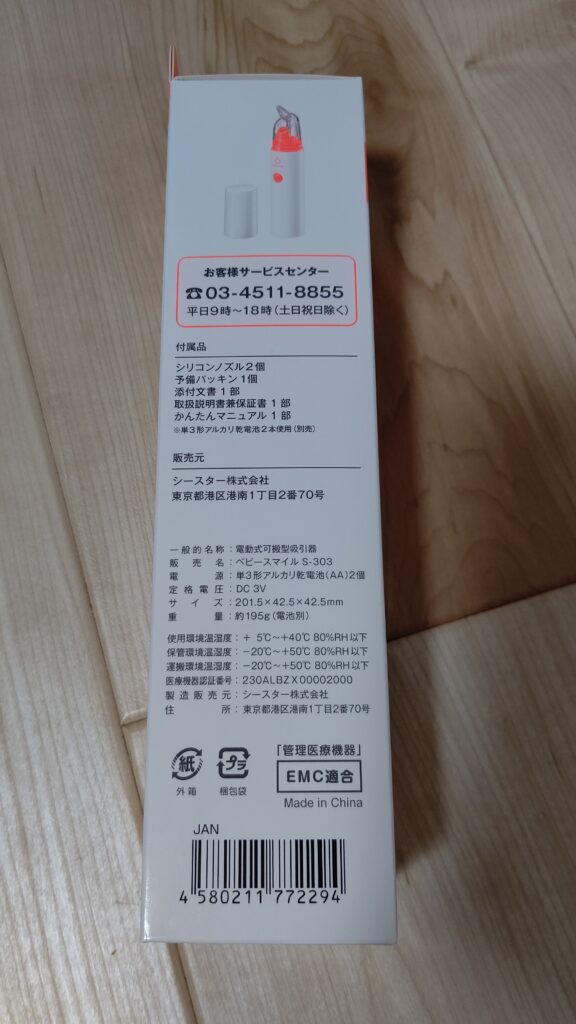 お客様サービスセンター
☎03-4511-8855
平日9時～18時(土日祝日除く)
付属品
シリコンノズル2個
予備パッキン1個
添付文書1部
取扱説明書兼保証書1部
かんたんマニュアル1部
※単3形アルカリ乾電池2本使用(別売)
販売元
シースター株式会社
東京都港区港南1丁目2番70号
一般的名称：電動式可搬型吸引器
販売名：ベビースマイル S-303
電源：単3形アルカリ乾電池(AA)2個
定格電圧：DC 3V
サイズ：201.5×42.5×42.5mm
重量：約195g(電池別)
使用環境温湿度：＋ 5℃～+40℃ 80%RH以下
保管環境温湿度：－20℃～+50℃ 80%RH以下
運搬環境温湿度：－20℃～+50℃ 80%RH以下
医療機器認証番号：230ALBZX00002000
製造販売元：シースター株式会社
住所：東京都港区港南1丁目2番70号
紙
外箱
プラ
梱包袋
「管理医療機器」
EMC適合
Made in China
JAN
4 580211 772294